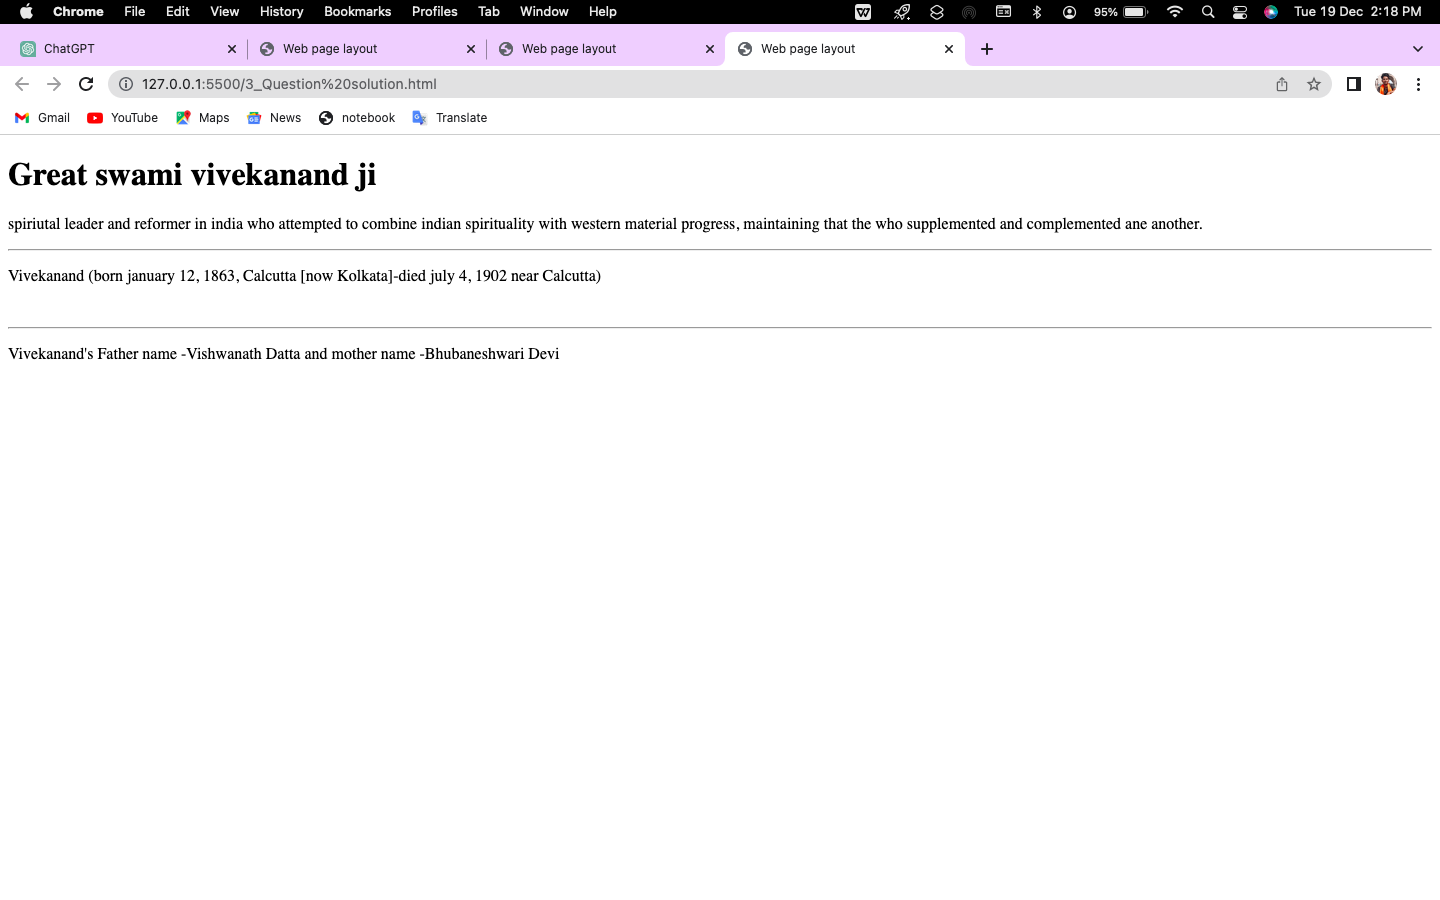 Chrome File Edit View History Bookmarks Profiles Tab Window Help 95% Tue 19 Dec 2:18 PM
ChatGPT Web page layout Web page layout Web page layout
127.0.0.1:5500/3_Question%20solution.html
Gmail YouTube Maps News notebook Translate
Great swami vivekanand ji
spiriutal leader and reformer in india who attempted to combine indian spirituality with western material progress, maintaining that the who supplemented and complemented ane another.
Vivekanand (born january 12, 1863, Calcutta [now Kolkata]-died july 4, 1902 near Calcutta)
Vivekanand's Father name -Vishwanath Datta and mother name -Bhubaneshwari Devi